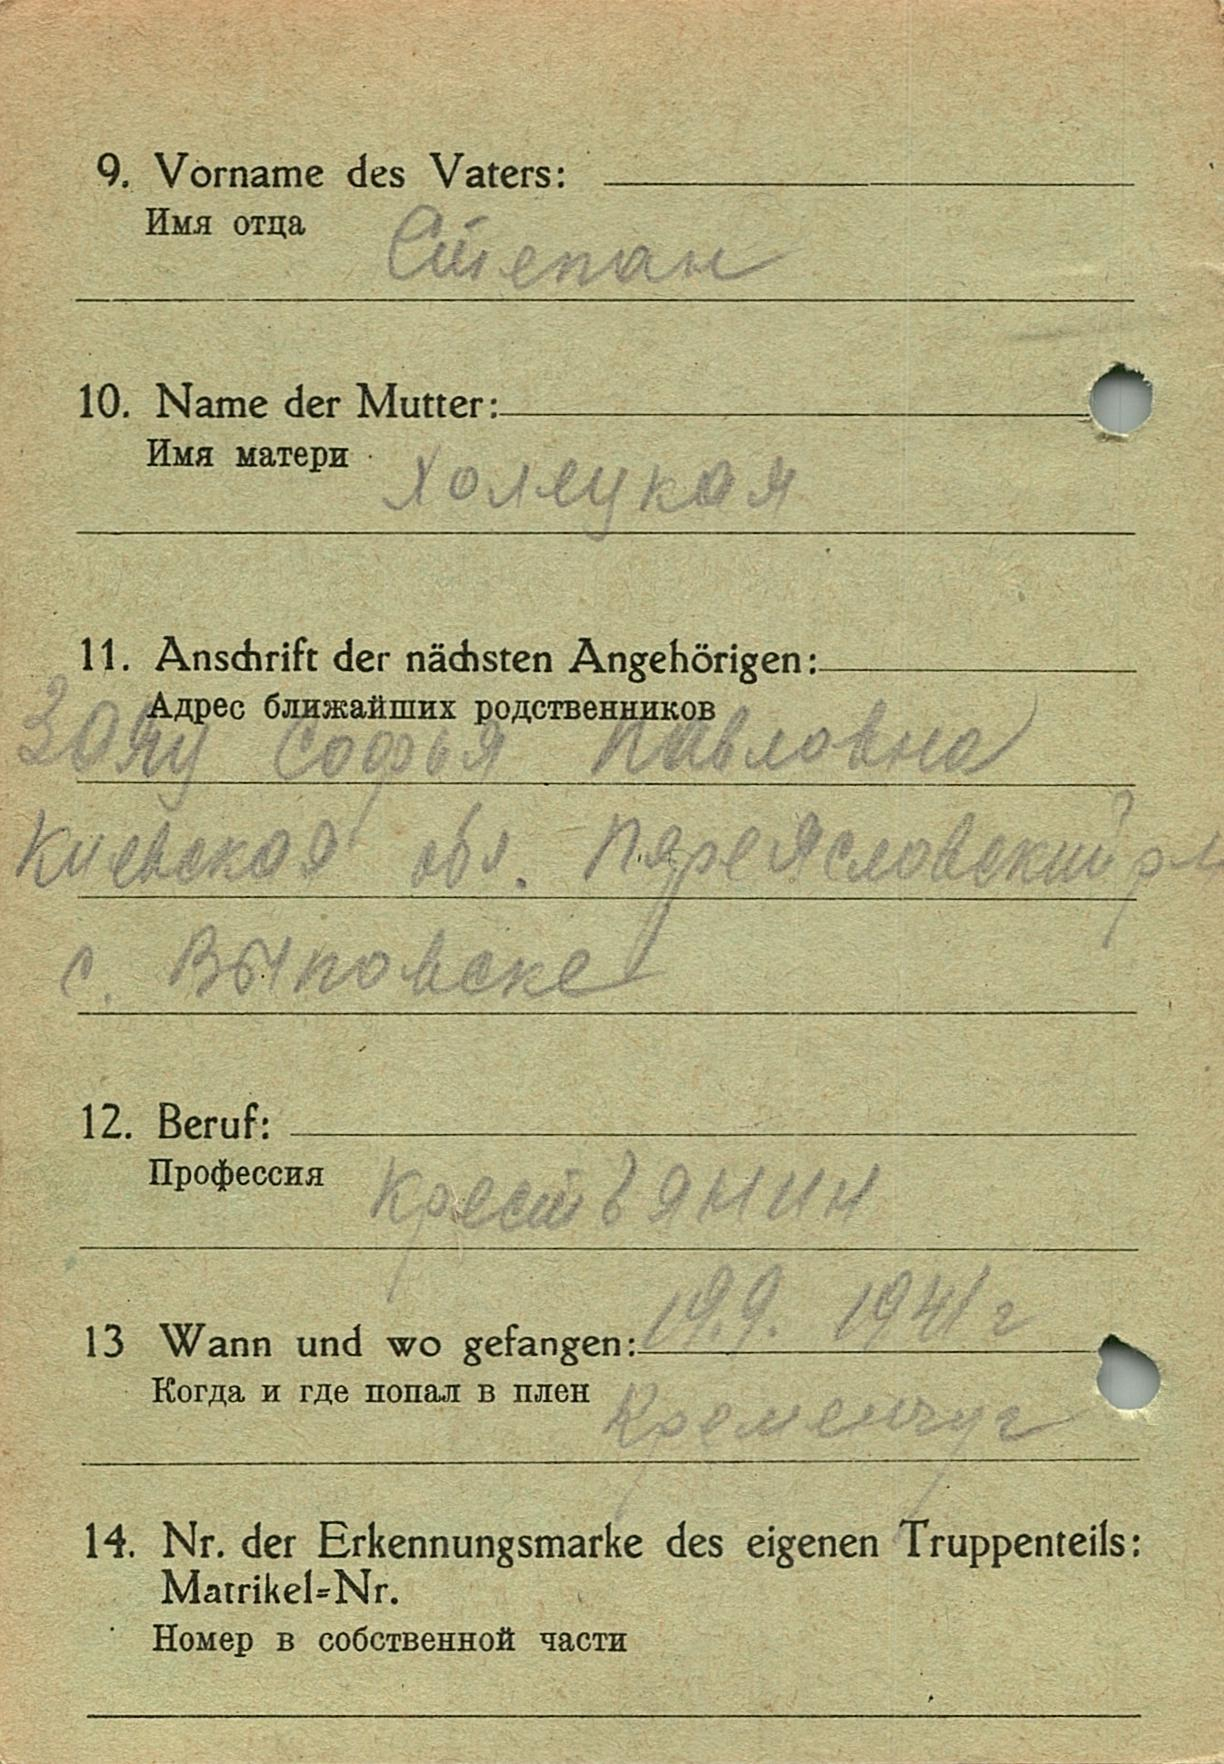 9. Vorname des Vaters:
Имя отца
Степан
10. Name der Mutter:
Имя матери
Холецкая
11. Anschrift der nächsten Angehörigen:
Адрес ближайших родственников
Софья Павловна
Киевская обл. Переясловский
с. Выповске
12. Beruf:
Профессия
Крестьянин
13 Wann und wo gefangen: 19.9. 1941 г
Когда и где попал в плен
Кременчуг
14. Nr. der Erkennungsmarke des eigenen Truppenteils:
Matrikel=Nr.
Номер в собственной части